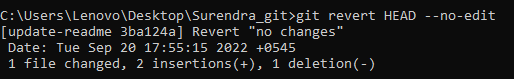 C:\Users\Lenovo\Desktop\Surendra_git>git revert HEAD --no-edit
[update-readme 3ba124a] Revert "no changes"
 Date: Tue Sep 20 17:55:15 2022 +0545
 1 file changed, 2 insertions(+), 1 deletion(-)